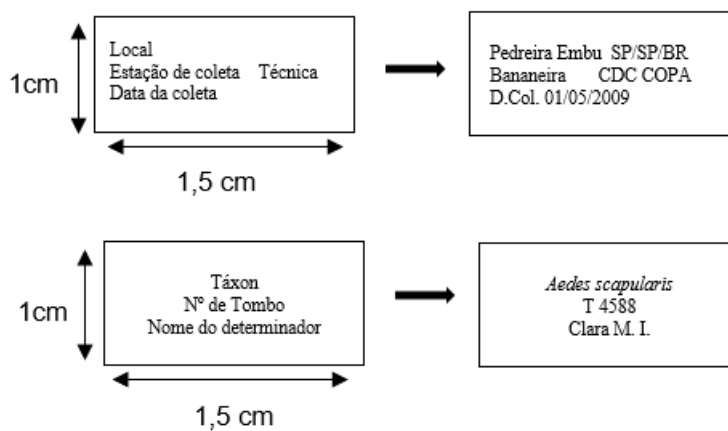 1cm
Local
Estação de coleta Técnica
Data da coleta
1,5 cm
Pedreira Embu SP/SP/BR
Bananeira CDC COPA
D.Col. 01/05/2009
1cm
Táxon
Nº de Tombo
Nome do determinador
1,5 cm
Aedes scapularis
T 4588
Clara M. I.